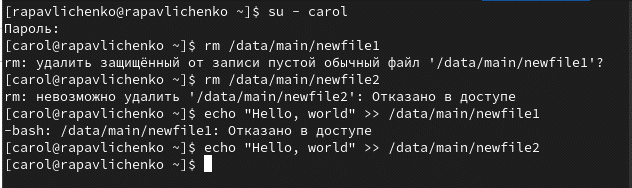 [rapavlichenko@rapavlichenko ~]$ su - carol
Пароль:
[carol@rapavlichenko ~]$ rm /data/main/newfile1
rm: удалить защищённый от записи пустой обычный файл '/data/main/newfile1'?
[carol@rapavlichenko ~]$ rm /data/main/newfile2
rm: невозможно удалить '/data/main/newfile2': Отказано в доступе
[carol@rapavlichenko ~]$ echo "Hello, world" >> /data/main/newfile1
-bash: /data/main/newfile1: Отказано в доступе
[carol@rapavlichenko ~]$ echo "Hello, world" >> /data/main/newfile2
[carol@rapavlichenko ~]$